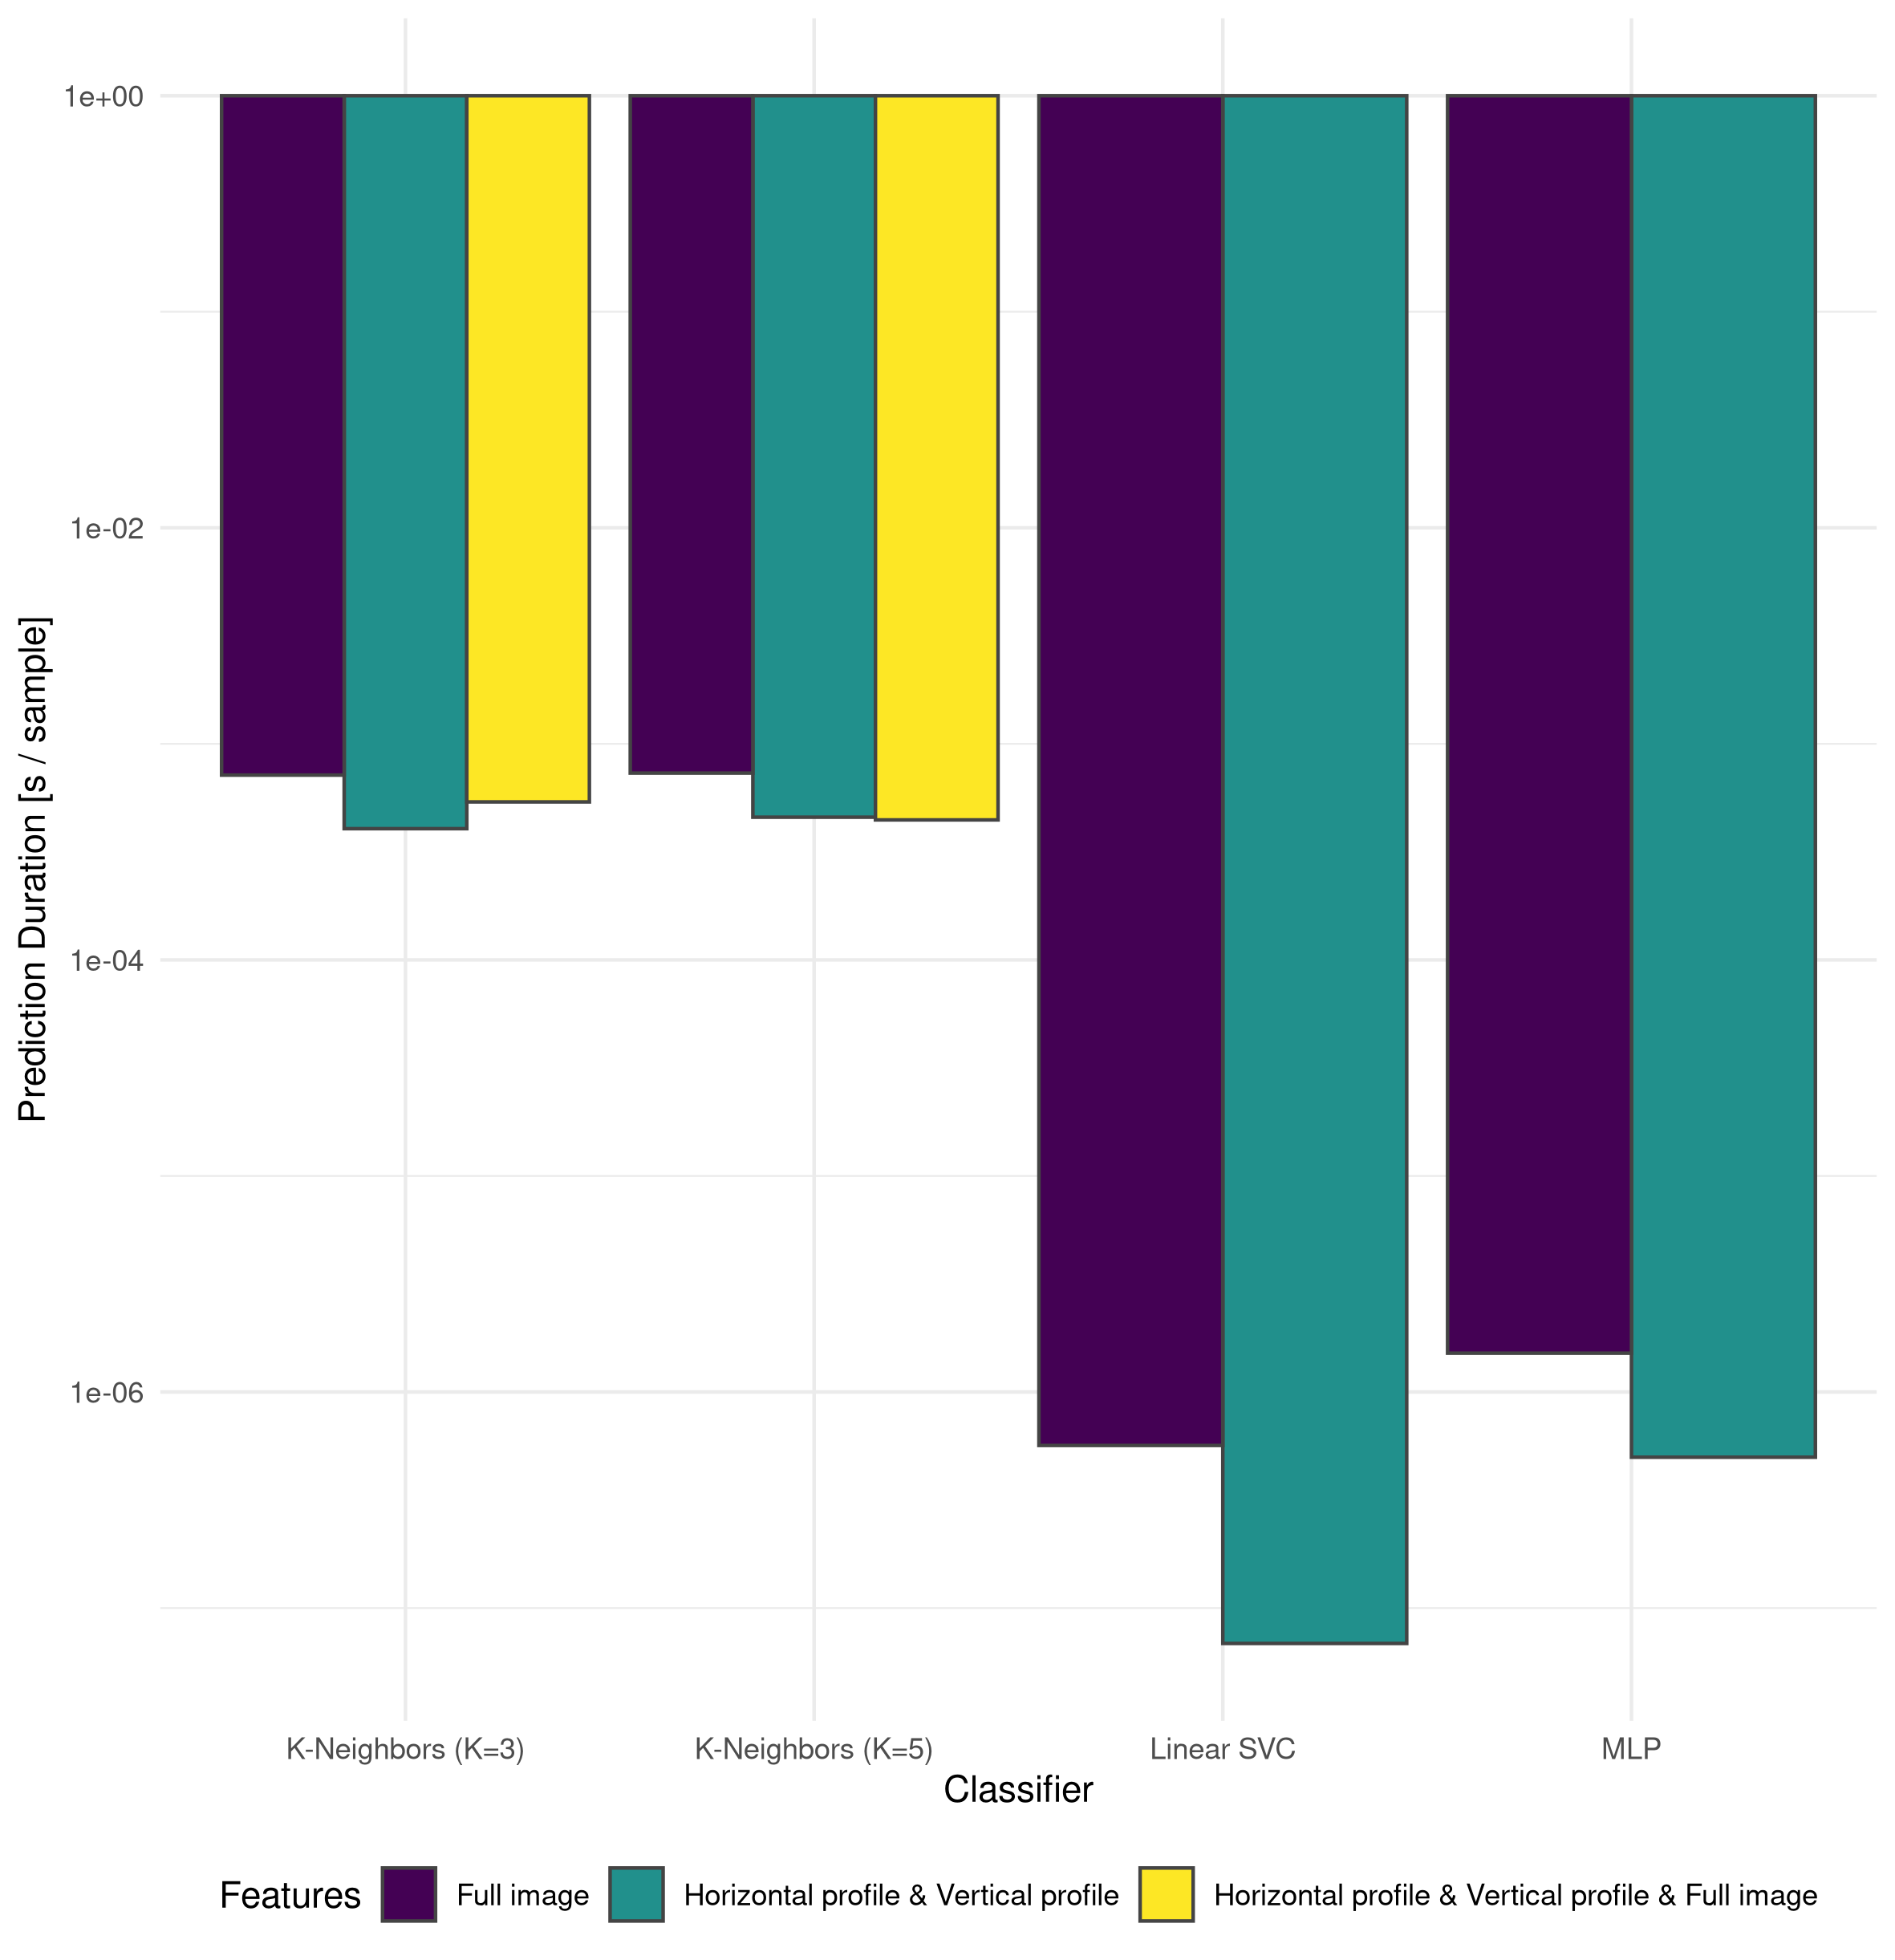 1e+00
1e-02
1e-04
1e-06
Prediction Duration [s / sample]
K-Neighbors (K=3) K-Neighbors (K=5) Linear SVC MLP
Classifier
Features Full image Horizontal profile & Vertical profile Horizontal profile & Vertical profile & Full image